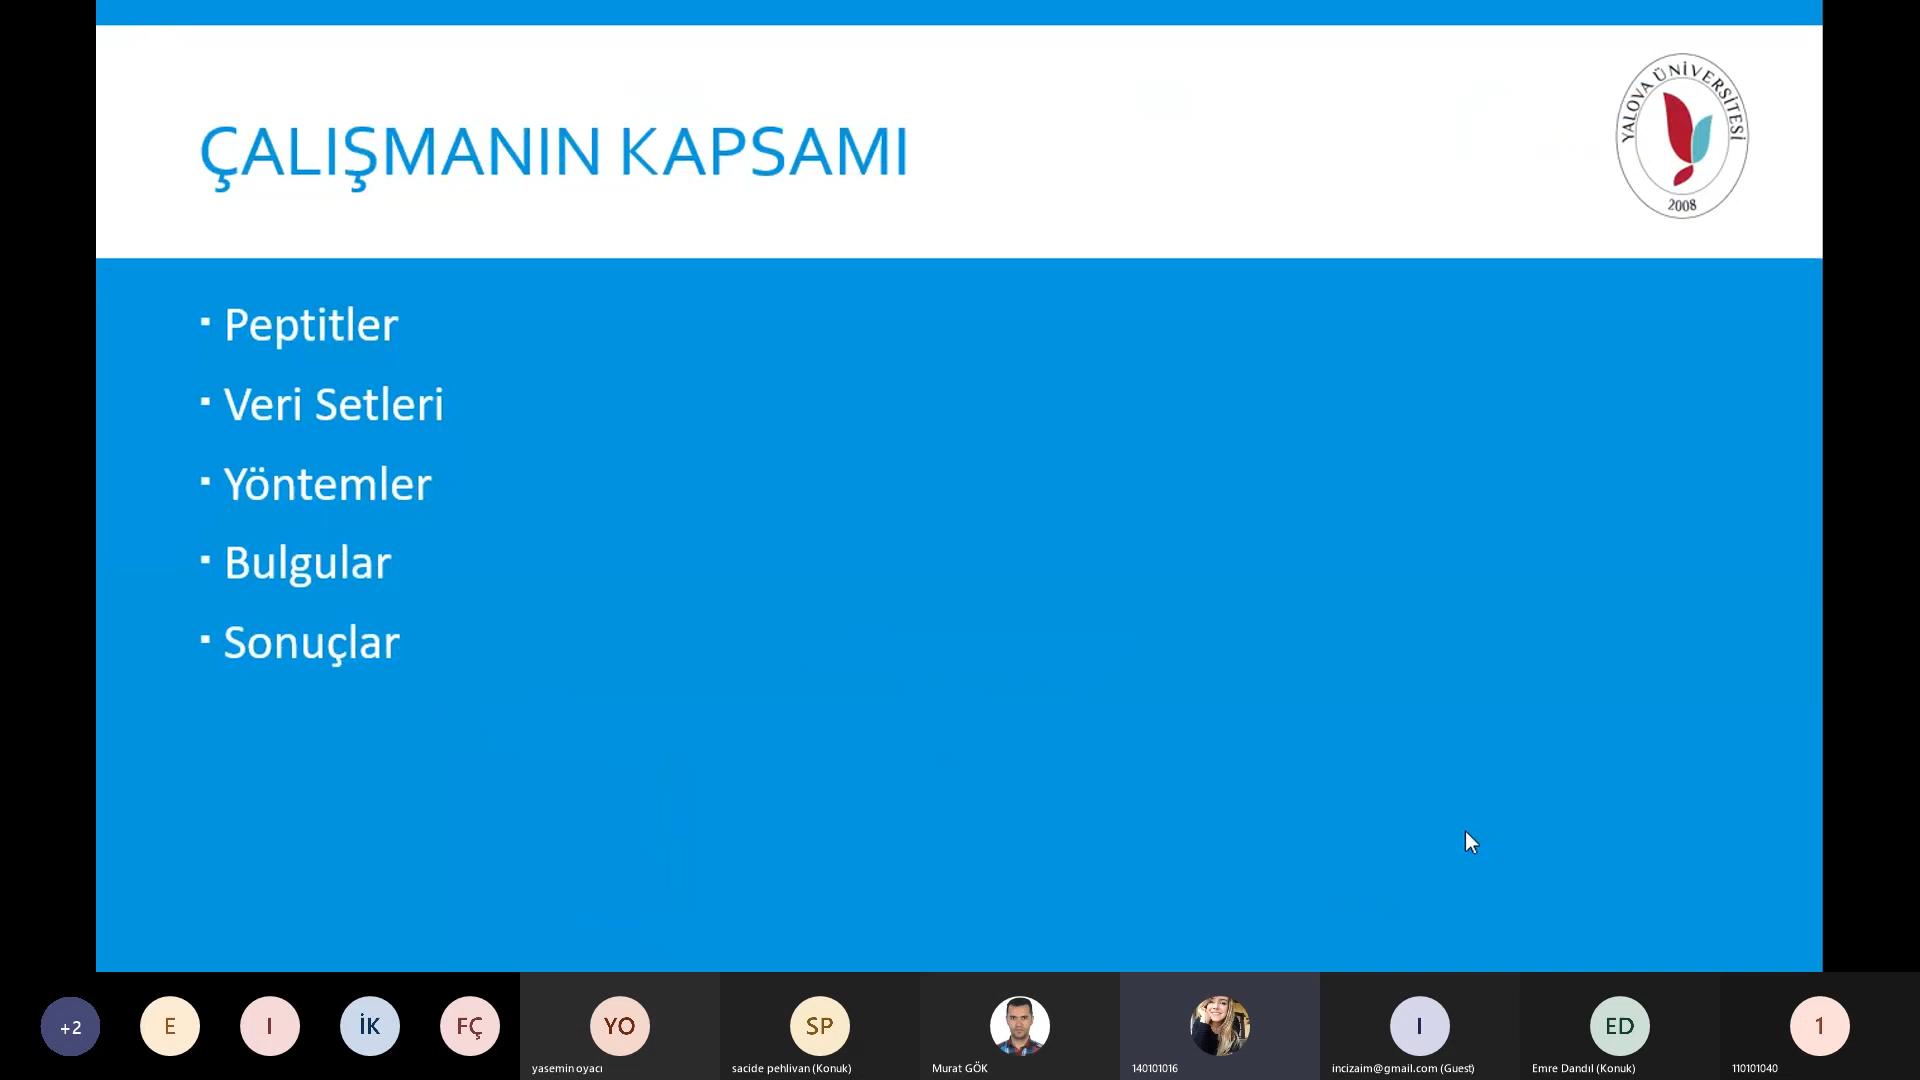 YALOVA ÜNİVERSİTESİ
2008
ÇALIŞMANIN KAPSAMI
▪ Peptitler
▪ Veri Setleri
▪ Yöntemler
▪ Bulgular
▪ Sonuçlar
+2
E
I
İK
FÇ
YO
SP
I
ED
1
yasemin oyacı
sacide pehlivan (Konuk)
Murat GÖK
140101016
incizaim@gmail.com (Guest)
Emre Dandıl (Konuk)
110101040